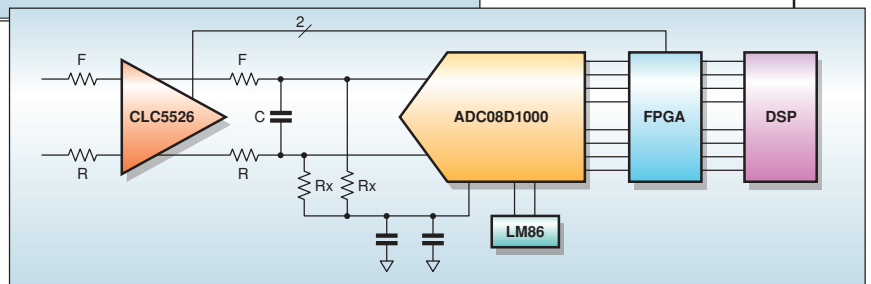 2
F
F
CLC5526
C
ADC08D1000
FPGA
DSP
R
R
Rx
Rx
LM86